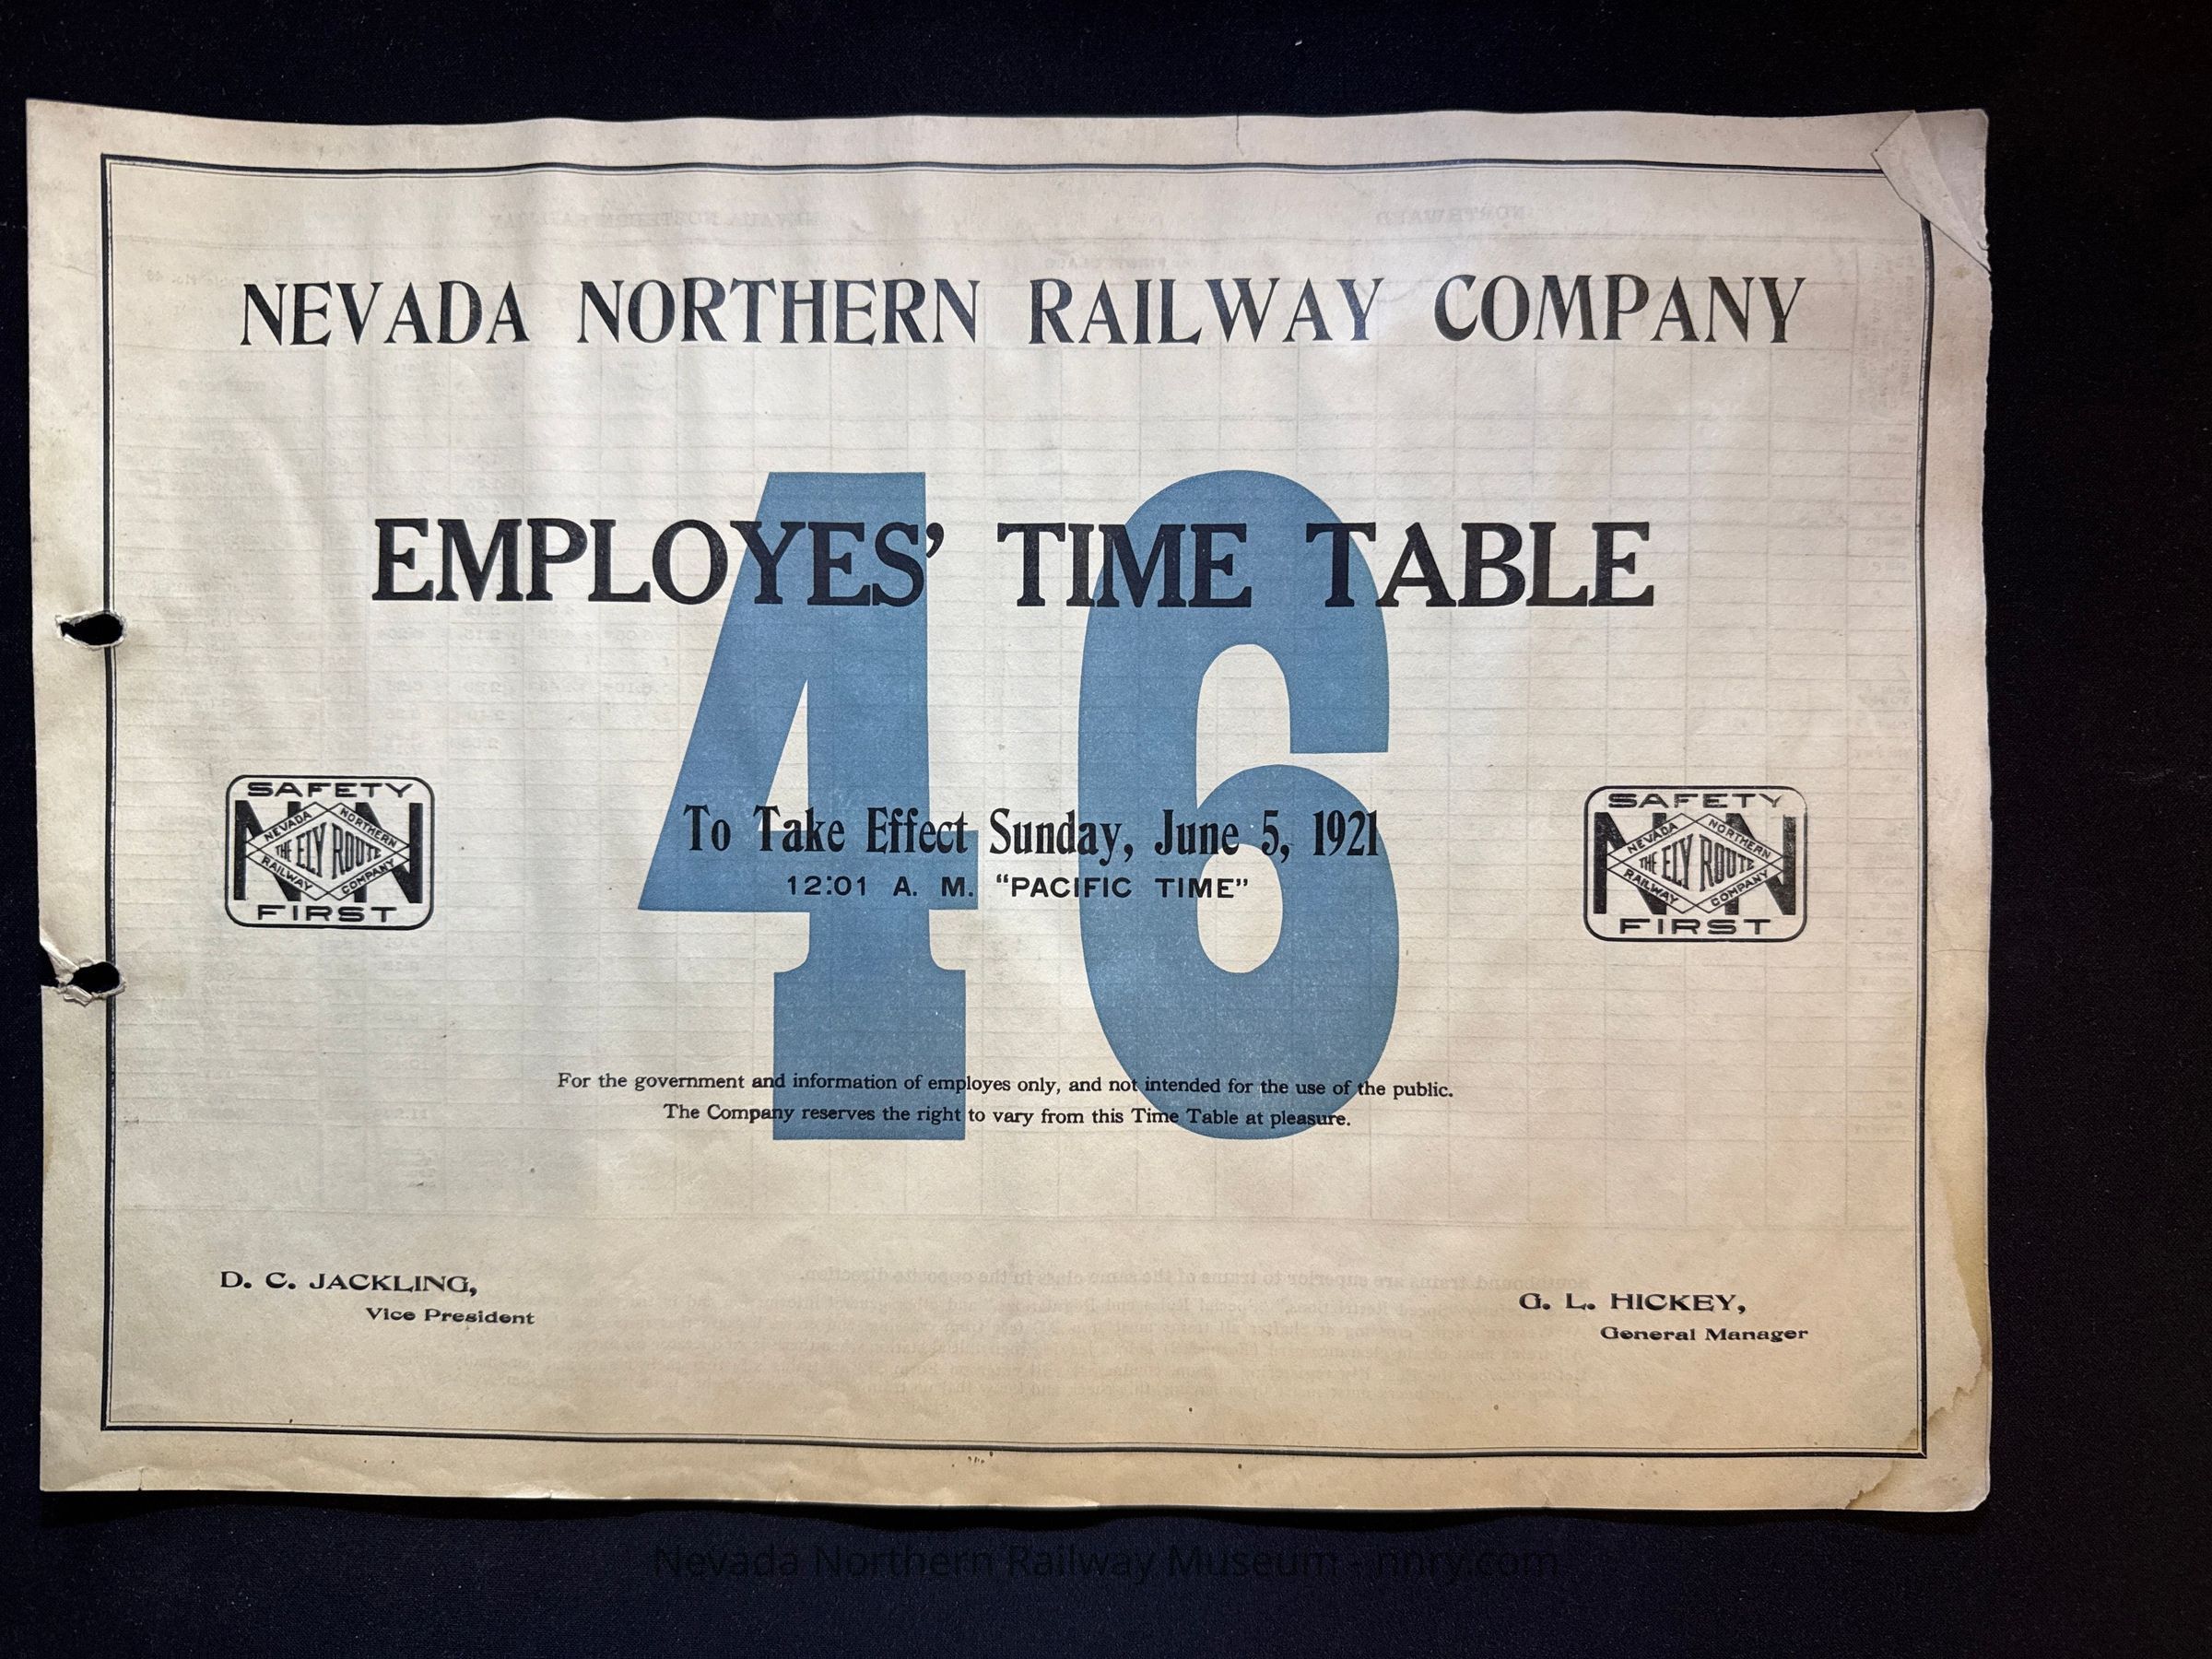 NEVADA NORTHERN RAILWAY COMPANY
46
EMPLOYES' TIME TABLE
To Take Effect Sunday, June 5, 1921
12:01 A. M. "PACIFIC TIME"
SAFETY
NN
NEVADA NORTHERN
THE ELY ROUTE
RAILWAY COMPANY
FIRST
SAFETY
NN
NEVADA NORTHERN
THE ELY ROUTE
RAILWAY COMPANY
FIRST
For the government and information of employes only, and not intended for the use of the public.
The Company reserves the right to vary from this Time Table at pleasure.
D. C. JACKLING,
Vice President
G. L. HICKEY,
General Manager
Nevada Northern Railway Museum - nnry.com